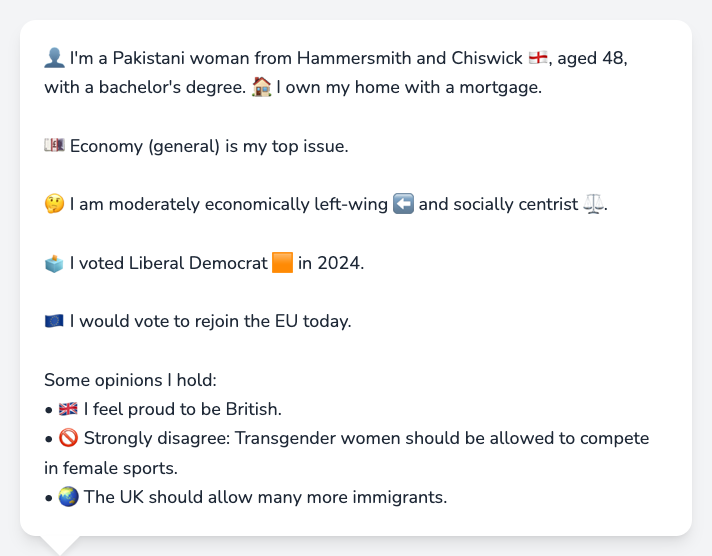 👤 I'm a Pakistani woman from Hammersmith and Chiswick 🏴󠁧󠁢󠁥󠁮󠁧󠁿, aged 48,
with a bachelor's degree. 🏠 I own my home with a mortgage.
💷 Economy (general) is my top issue.
🤔 I am moderately economically left-wing ⬅️ and socially centrist ⚖️.
🗳️ I voted Liberal Democrat 🟧 in 2024.
🇪🇺 I would vote to rejoin the EU today.
Some opinions I hold:
• 🇬🇧 I feel proud to be British.
• 🚫 Strongly disagree: Transgender women should be allowed to compete
in female sports.
• 🌏 The UK should allow many more immigrants.